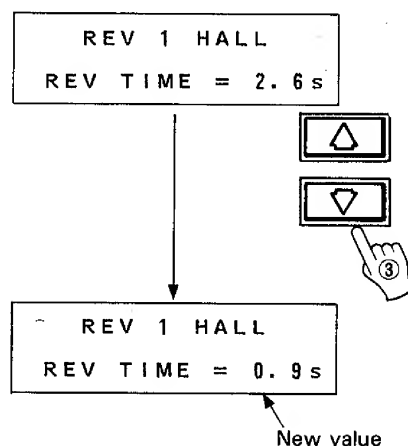 REV 1 HALL
REV TIME = 2.6s
③
REV 1 HALL
REV TIME = 0.9s
New value